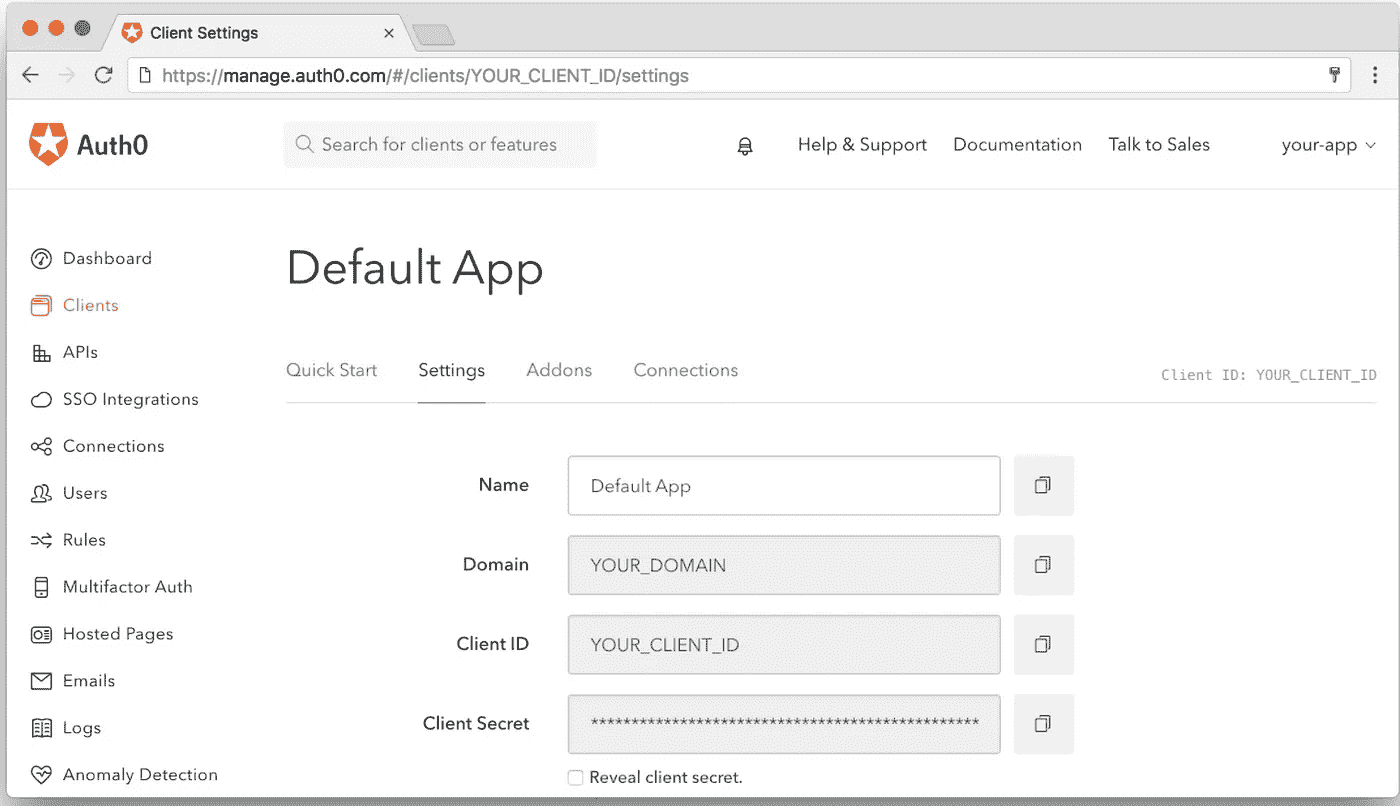 Client Settings
https://manage.auth0.com/#/clients/YOUR_CLIENT_ID/settings
Auth0
Search for clients or features
Help & Support
Documentation
Talk to Sales
your-app
Dashboard
Clients
APIs
SSO Integrations
Connections
Users
Rules
Multifactor Auth
Hosted Pages
Emails
Logs
Anomaly Detection
Default App
Quick Start
Settings
Addons
Connections
Client ID: YOUR_CLIENT_ID
Name
Default App
Domain
YOUR_DOMAIN
Client ID
YOUR_CLIENT_ID
Client Secret
************************************************
Reveal client secret.